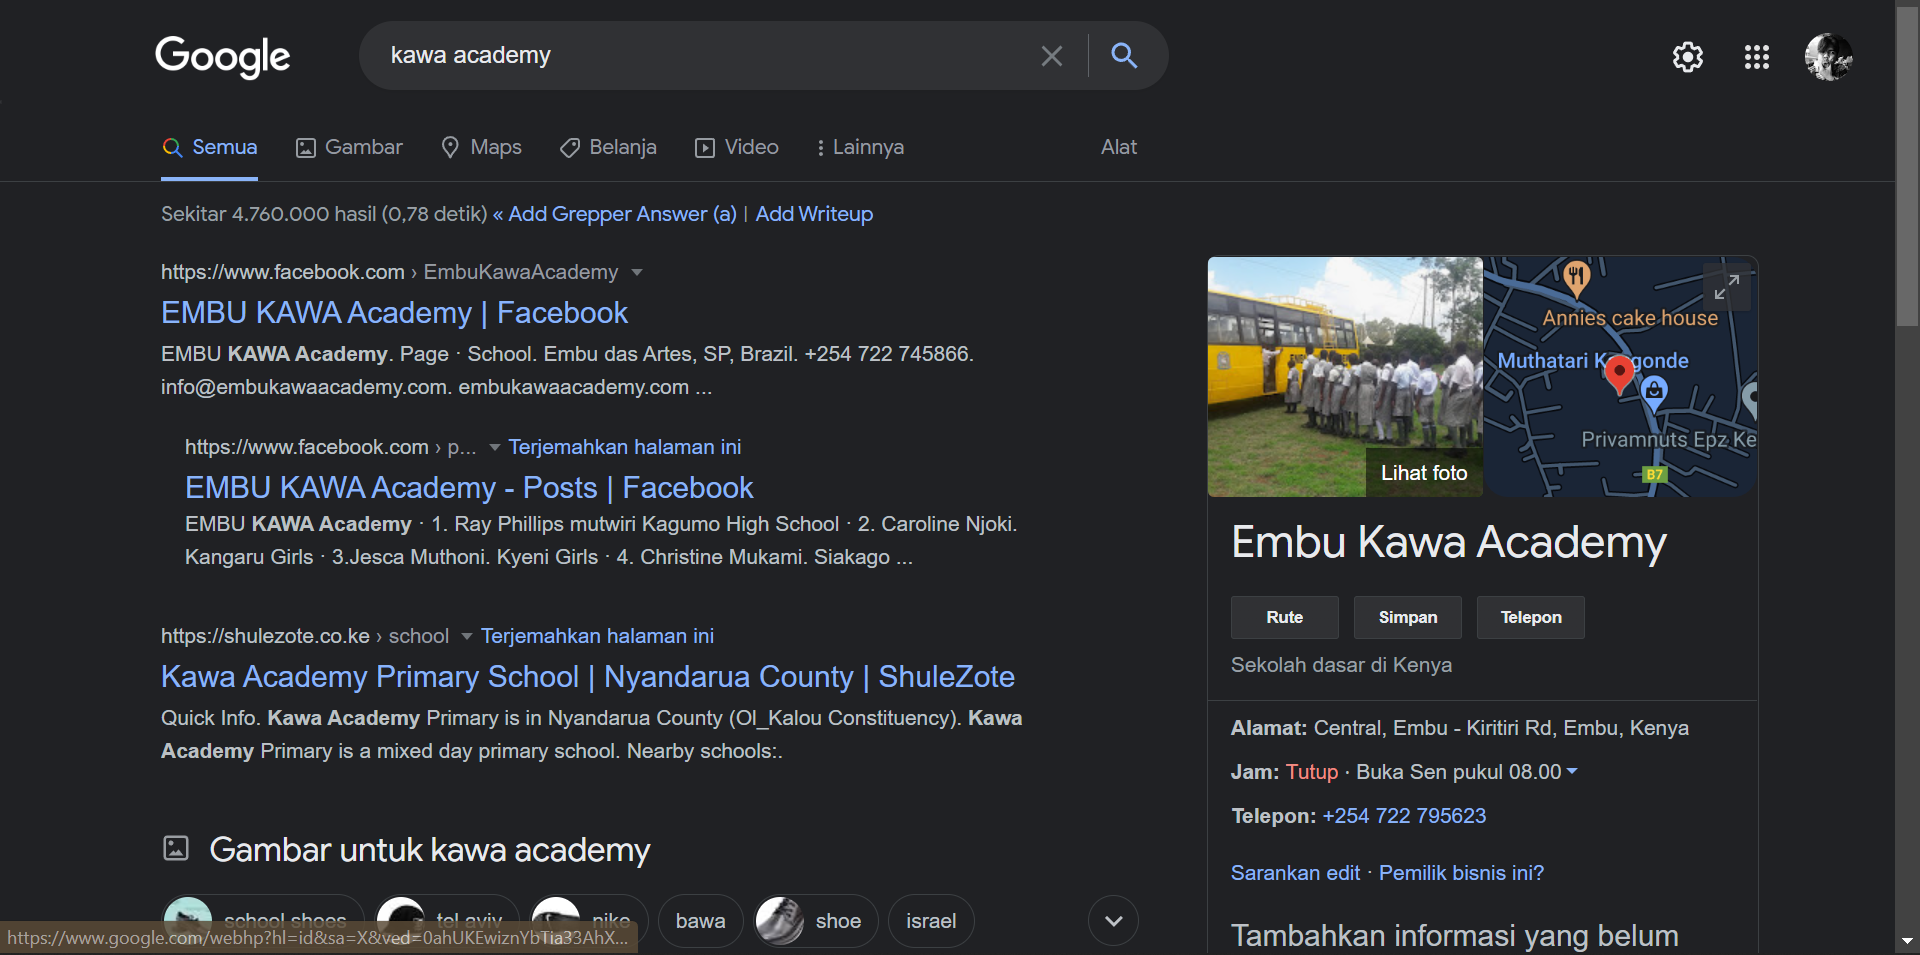 Google
kawa academy
Semua
Gambar
Maps
Belanja
Video
Lainnya
Alat
Sekitar 4.760.000 hasil (0,78 detik) « Add Grepper Answer (a) | Add Writeup
https://www.facebook.com › EmbuKawaAcademy
EMBU KAWA Academy | Facebook
EMBU KAWA Academy. Page · School. Embu das Artes, SP, Brazil. +254 722 745866.
info@embukawaacademy.com. embukawaacademy.com ...
https://www.facebook.com › p... Terjemahkan halaman ini
EMBU KAWA Academy - Posts | Facebook
EMBU KAWA Academy · 1. Ray Phillips mutwiri Kagumo High School · 2. Caroline Njoki.
Kangaru Girls · 3.Jesca Muthoni. Kyeni Girls · 4. Christine Mukami. Siakago ...
https://shulezote.co.ke › school Terjemahkan halaman ini
Kawa Academy Primary School | Nyandarua County | ShuleZote
Quick Info. Kawa Academy Primary is in Nyandarua County (Ol_Kalou Constituency). Kawa
Academy Primary is a mixed day primary school. Nearby schools:.
Gambar untuk kawa academy
school shoes
tel aviv
nike
bawa
shoe
israel
https://www.google.com/webhp?hl=id&sa=X&ved=0ahUKEwiznYbTia33AhX...
Lihat foto
Annies cake house
Muthatari
Privamnuts Epz Ke
B7
Embu Kawa Academy
Rute
Simpan
Telepon
Sekolah dasar di Kenya
Alamat: Central, Embu - Kiritiri Rd, Embu, Kenya
Jam: Tutup · Buka Sen pukul 08.00
Telepon: +254 722 795623
Sarankan edit · Pemilik bisnis ini?
Tambahkan informasi yang belum